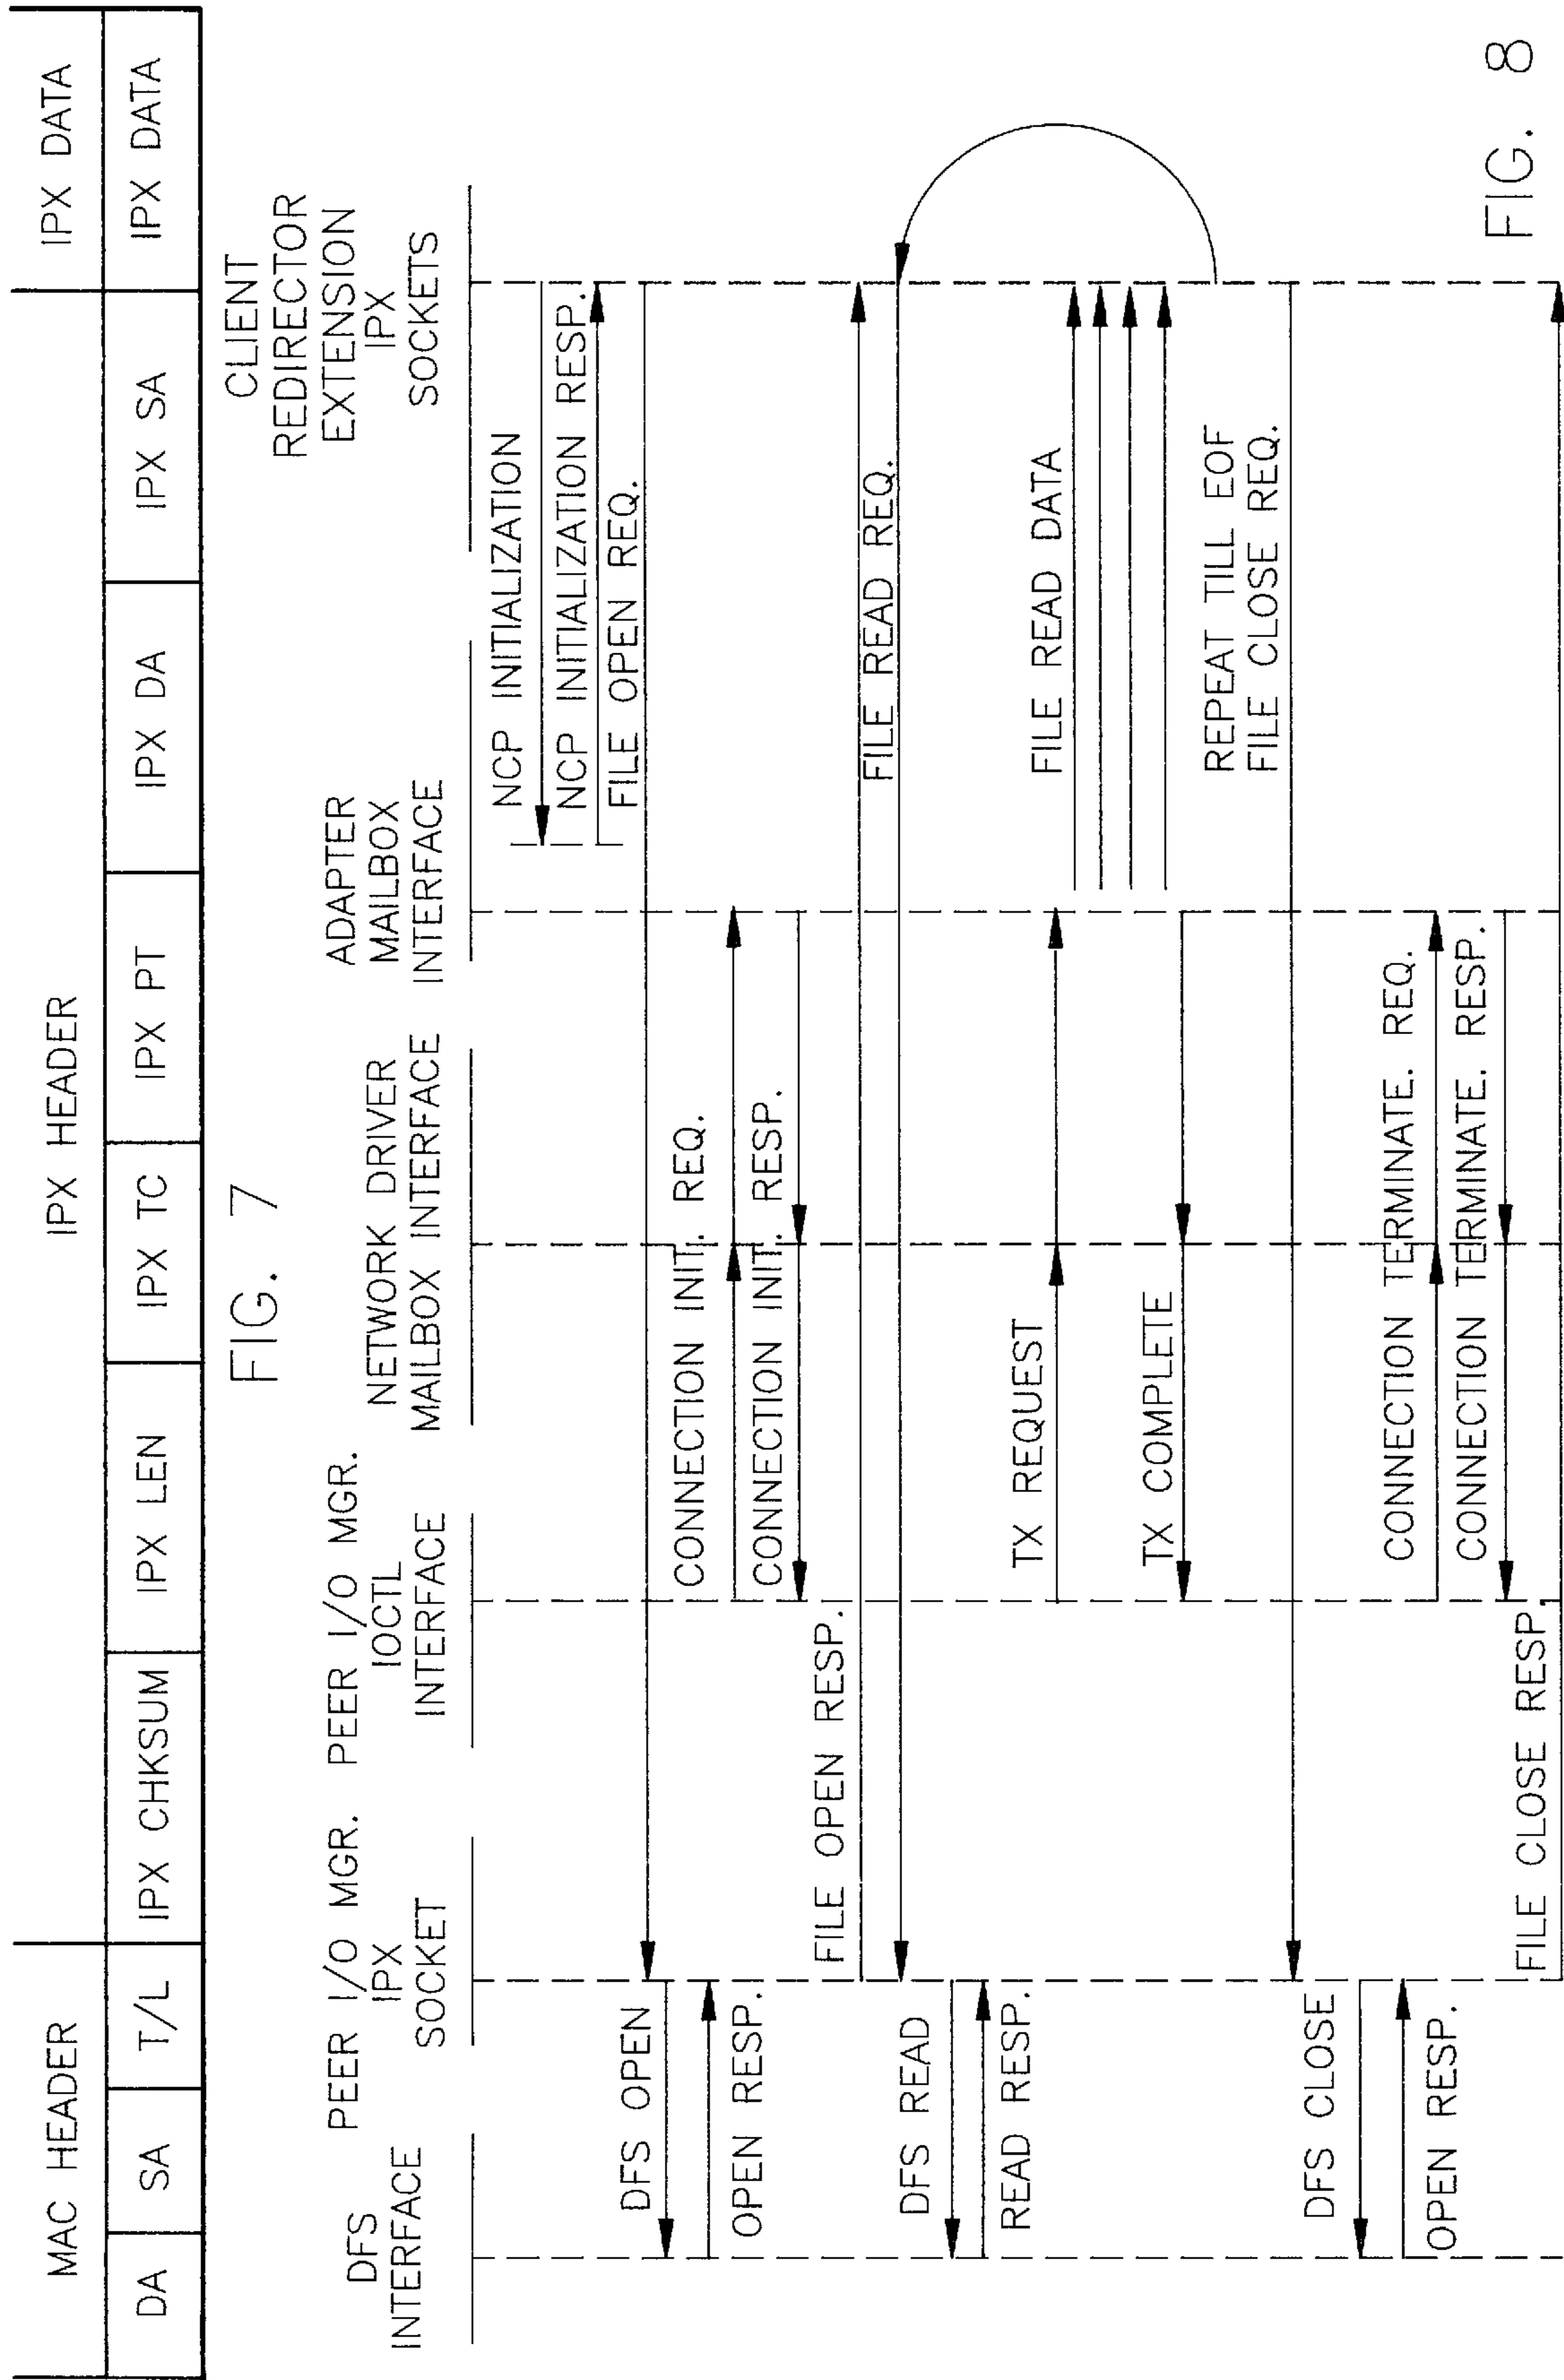 MAC HEADER IPX HEADER IPX DATA
DA SA T/L IPX CHKSUM IPX LEN IPX TC IPX PT IPX DA IPX SA IPX DATA
FIG. 7
DFS
INTERFACE
PEER I/O MGR.
IPX
SOCKET
PEER I/O MGR.
IOCTL
INTERFACE
NETWORK DRIVER
MAILBOX INTERFACE
ADAPTER
MAILBOX
INTERFACE
CLIENT
REDIRECTOR
EXTENSION
IPX
SOCKETS
NCP INITIALIZATION
NCP INITIALIZATION RESP.
FILE OPEN REQ.
DFS OPEN
CONNECTION INIT. REQ.
OPEN RESP.
CONNECTION INIT. RESP.
FILE OPEN RESP.
FILE READ REQ.
DFS READ
READ RESP.
TX REQUEST
FILE READ DATA
TX COMPLETE
REPEAT TILL EOF
FILE CLOSE REQ.
DFS CLOSE
CONNECTION TERMINATE. REQ.
OPEN RESP.
CONNECTION TERMINATE. RESP.
FILE CLOSE RESP.
FIG. 8